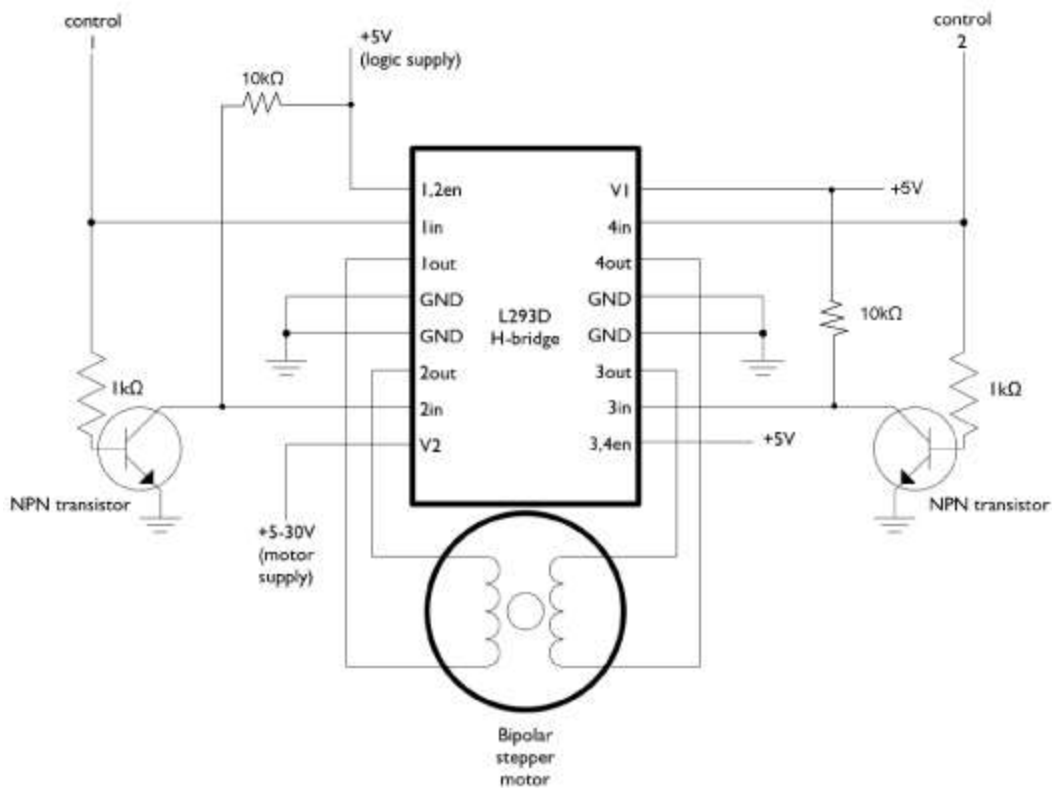 control
1
+5V
(logic supply)
10kΩ
control
2
1,2en
1in
1out
GND
GND
2out
2in
V2
L293D
H-bridge
V1
4in
4out
GND
GND
3out
3in
3,4en
+5V
10kΩ
+5V
1kΩ
1kΩ
NPN transistor
NPN transistor
+5-30V
(motor
supply)
Bipolar
stepper
motor